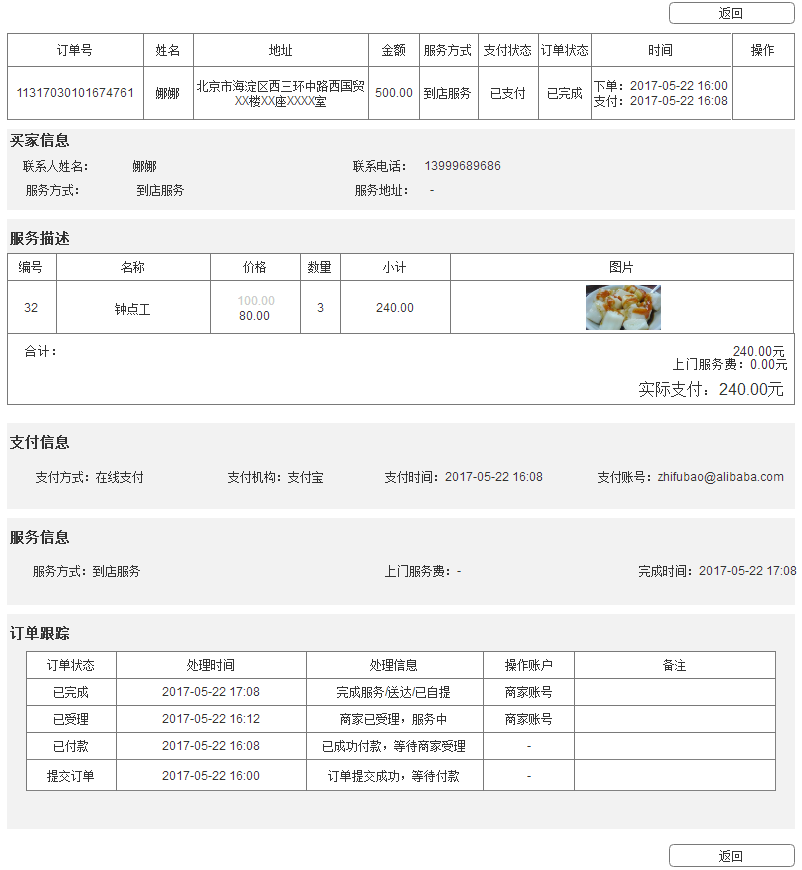 返回
订单号 姓名 地址 金额 服务方式 支付状态 订单状态 时间 操作
11317030101674761 娜娜 北京市海淀区西三环中路西国贸XX楼XX座XXXX室 500.00 到店服务 已支付 已完成 下单：2017-05-22 16:00 支付：2017-05-22 16:08
买家信息
联系人姓名： 娜娜 联系电话： 13999689686
服务方式： 到店服务 服务地址： -
服务描述
编号 名称 价格 数量 小计 图片
32 钟点工 100.00 80.00 3 240.00
合计： 240.00元
上门服务费：0.00元
实际支付：240.00元
支付信息
支付方式：在线支付 支付机构：支付宝 支付时间：2017-05-22 16:08 支付账号：zhifubao@alibaba.com
服务信息
服务方式：到店服务 上门服务费：- 完成时间：2017-05-22 17:08
订单跟踪
订单状态 处理时间 处理信息 操作账户 备注
已完成 2017-05-22 17:08 完成服务/送达/已自提 商家账号
已受理 2017-05-22 16:12 商家已受理，服务中 商家账号
已付款 2017-05-22 16:08 已成功付款，等待商家受理 -
提交订单 2017-05-22 16:00 订单提交成功，等待付款 -
返回